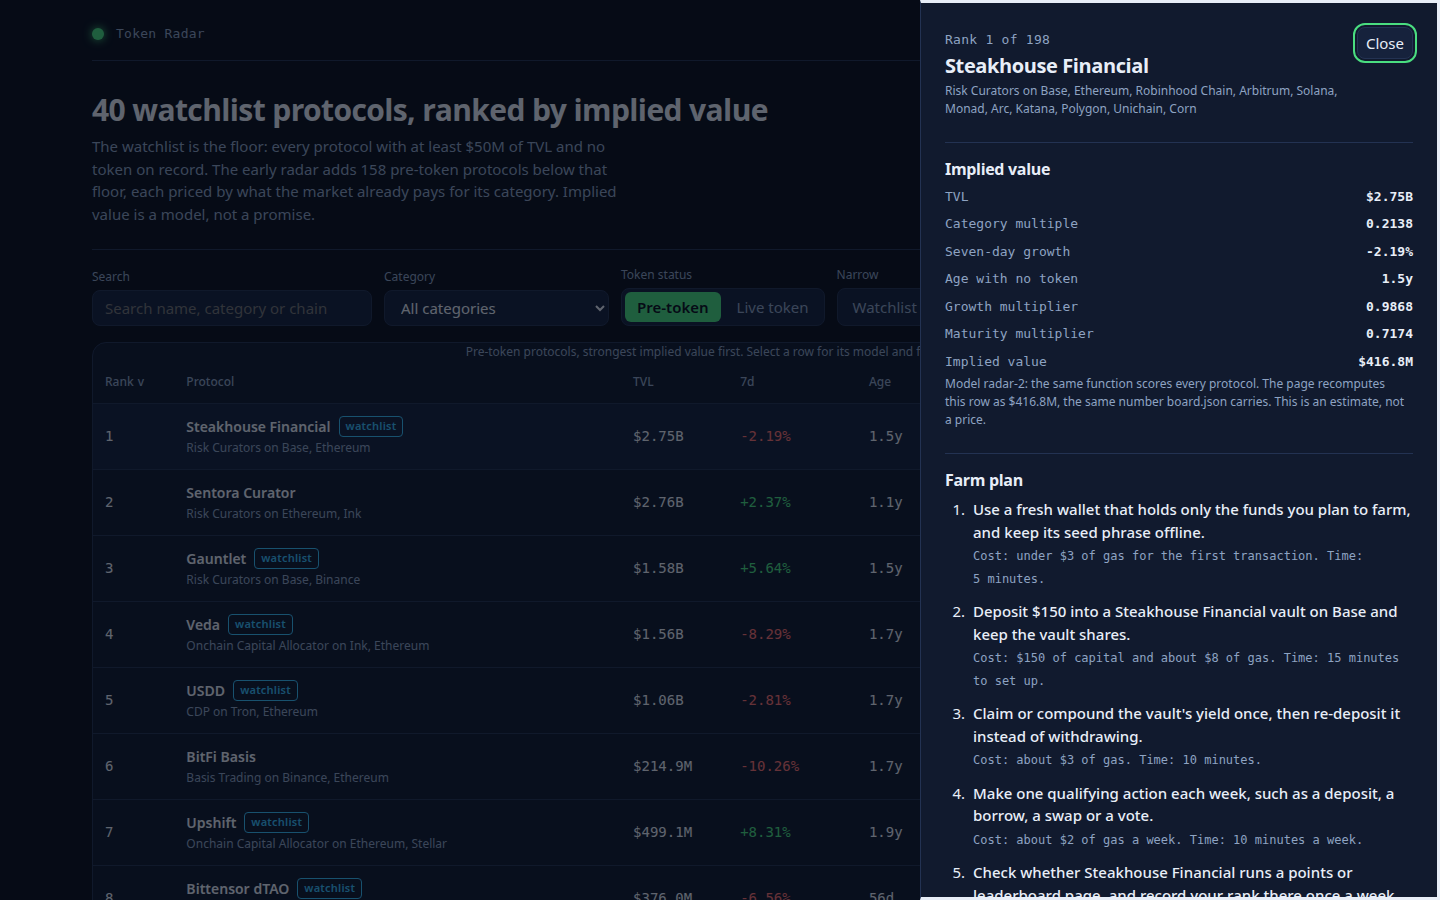 Token Radar
40 watchlist protocols, ranked by implied value
The watchlist is the floor: every protocol with at least $50M of TVL and no
token on record. The early radar adds 158 pre-token protocols below that
floor, each priced by what the market already pays for its category. Implied
value is a model, not a promise.
Search
Category
Token status
Narrow
Search name, category or chain
All categories
Pre-token
Live token
Watchlist
Pre-token protocols, strongest implied value first. Select a row for its model and f
Rank v Protocol TVL 7d Age
1 Steakhouse Financial watchlist $2.75B -2.19% 1.5y
Risk Curators on Base, Ethereum
2 Sentora Curator $2.76B +2.37% 1.1y
Risk Curators on Ethereum, Ink
3 Gauntlet watchlist $1.58B +5.64% 1.5y
Risk Curators on Base, Binance
4 Veda watchlist $1.56B -8.29% 1.7y
Onchain Capital Allocator on Ink, Ethereum
5 USDD watchlist $1.06B -2.81% 1.7y
CDP on Tron, Ethereum
6 BitFi Basis $214.9M -10.26% 1.7y
Basis Trading on Binance, Ethereum
7 Upshift watchlist $499.1M +8.31% 1.9y
Onchain Capital Allocator on Ethereum, Stellar
8 Bittensor dTAO watchlist $376.0M -6.56% 56d
Rank 1 of 198
Close
Steakhouse Financial
Risk Curators on Base, Ethereum, Robinhood Chain, Arbitrum, Solana,
Monad, Arc, Katana, Polygon, Unichain, Corn
Implied value
TVL $2.75B
Category multiple 0.2138
Seven-day growth -2.19%
Age with no token 1.5y
Growth multiplier 0.9868
Maturity multiplier 0.7174
Implied value $416.8M
Model radar-2: the same function scores every protocol. The page recomputes
this row as $416.8M, the same number board.json carries. This is an estimate, not
a price.
Farm plan
1. Use a fresh wallet that holds only the funds you plan to farm,
and keep its seed phrase offline.
Cost: under $3 of gas for the first transaction. Time:
5 minutes.
2. Deposit $150 into a Steakhouse Financial vault on Base and
keep the vault shares.
Cost: $150 of capital and about $8 of gas. Time: 15 minutes
to set up.
3. Claim or compound the vault's yield once, then re-deposit it
instead of withdrawing.
Cost: about $3 of gas. Time: 10 minutes.
4. Make one qualifying action each week, such as a deposit, a
borrow, a swap or a vote.
Cost: about $2 of gas a week. Time: 10 minutes a week.
5. Check whether Steakhouse Financial runs a points or
leaderboard page, and record your rank there once a week.